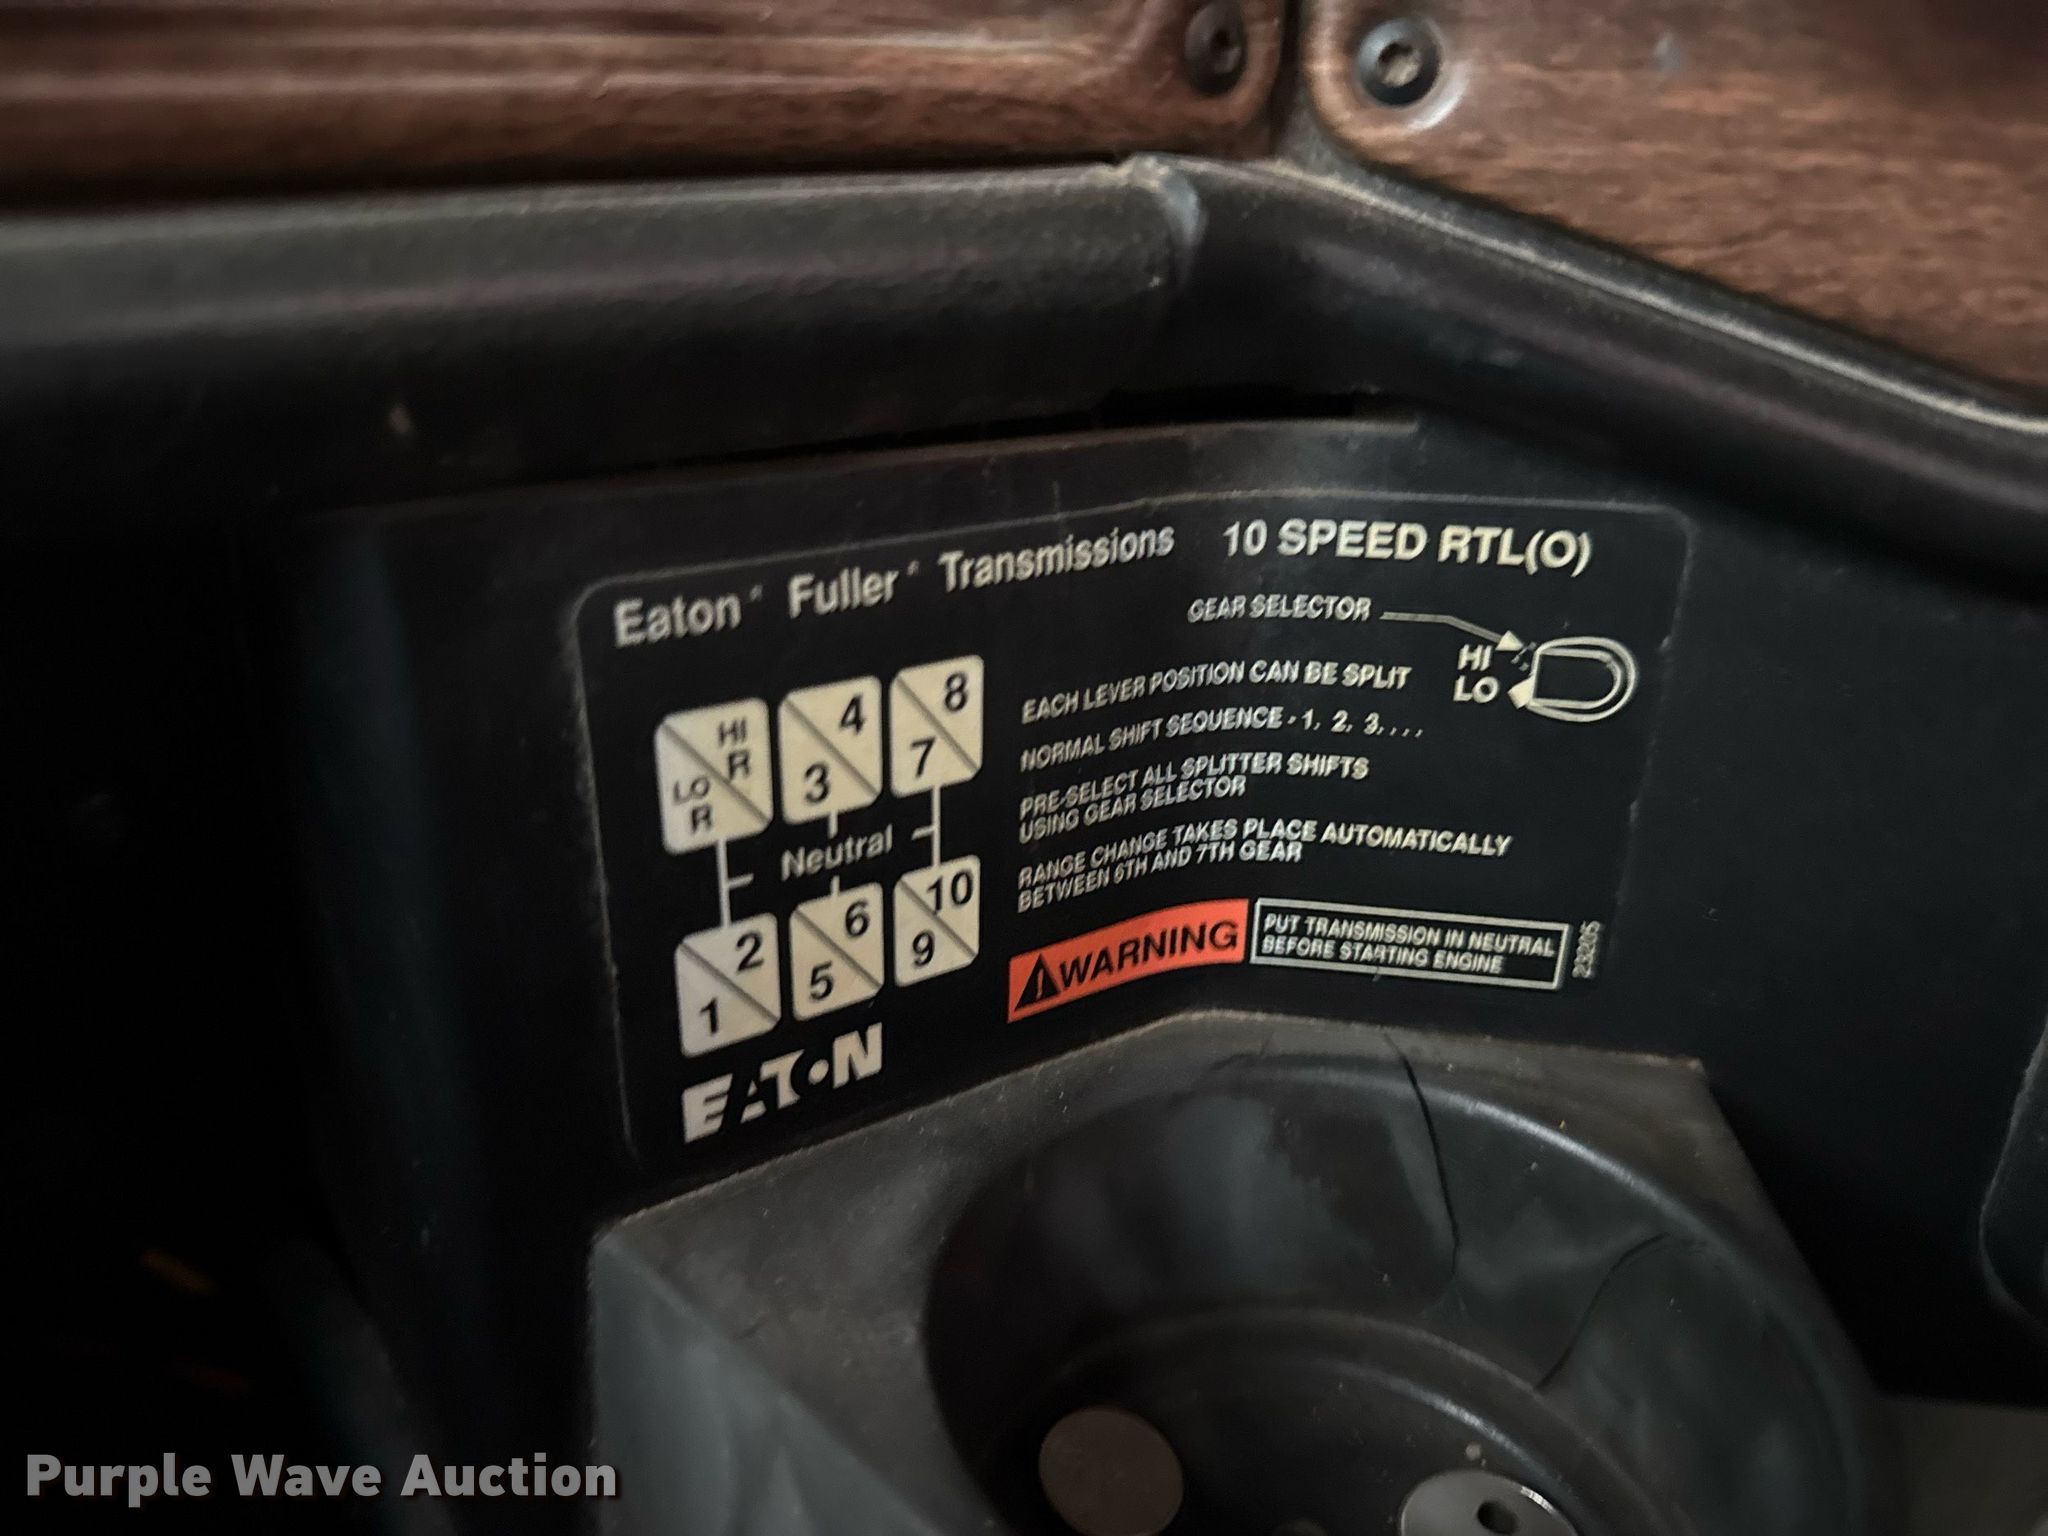 Eaton Fuller Transmissions 10 SPEED RTL(O)
GEAR SELECTOR
HI
LO
HI
R
LO
R
4
3
8
7
Neutral
2
1
6
5
10
9
EATON
EACH LEVER POSITION CAN BE SPLIT
NORMAL SHIFT SEQUENCE - 1, 2, 3, . . .
PRE-SELECT ALL SPLITTER SHIFTS
USING GEAR SELECTOR
RANGE CHANGE TAKES PLACE AUTOMATICALLY
BETWEEN 6TH AND 7TH GEAR
WARNING
PUT TRANSMISSION IN NEUTRAL
BEFORE STARTING ENGINE
23205
Purple Wave Auction